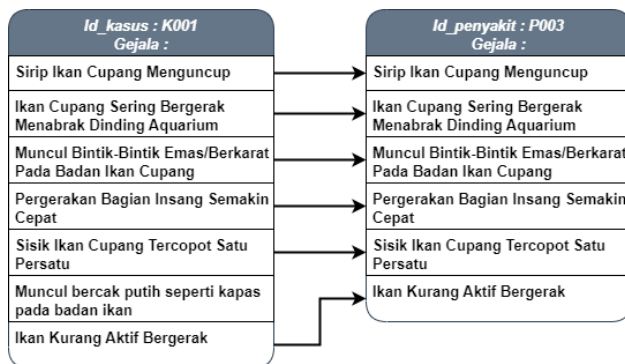 Id_kasus : K001
Gejala :
Sirip Ikan Cupang Menguncup
Ikan Cupang Sering Bergerak
Menabrak Dinding Aquarium
Muncul Bintik-Bintik Emas/Berkarat
Pada Badan Ikan Cupang
Pergerakan Bagian Insang Semakin
Cepat
Sisik Ikan Cupang Tercopot Satu
Persatu
Muncul bercak putih seperti kapas
pada badan ikan
Ikan Kurang Aktif Bergerak
Id_penyakit : P003
Gejala :
Sirip Ikan Cupang Menguncup
Ikan Cupang Sering Bergerak
Menabrak Dinding Aquarium
Muncul Bintik-Bintik Emas/Berkarat
Pada Badan Ikan Cupang
Pergerakan Bagian Insang Semakin
Cepat
Sisik Ikan Cupang Tercopot Satu
Persatu
Ikan Kurang Aktif Bergerak